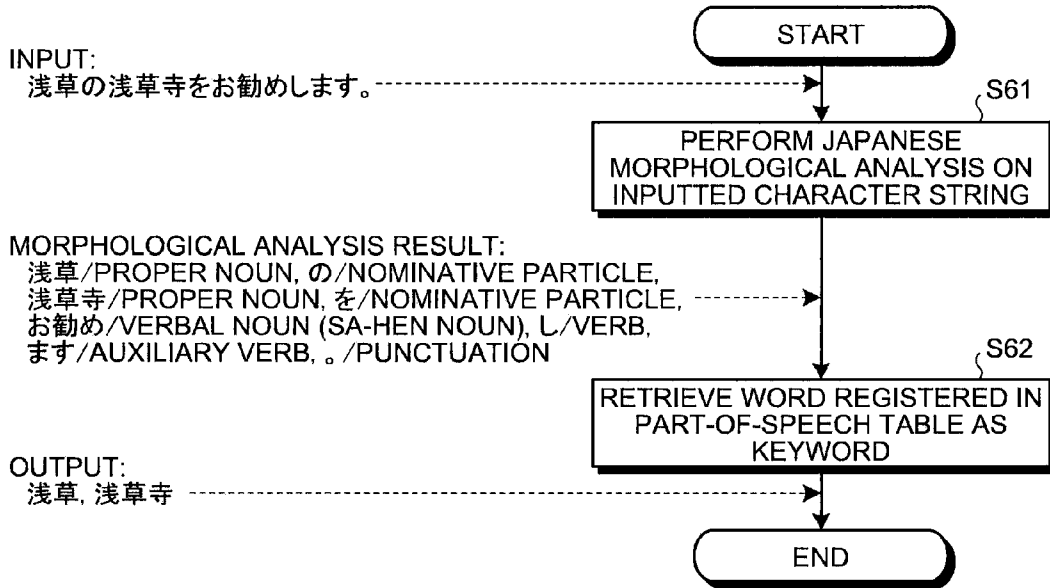 START
INPUT:
浅草の浅草寺をお勧めします。
S61
PERFORM JAPANESE
MORPHOLOGICAL ANALYSIS ON
INPUTTED CHARACTER STRING
MORPHOLOGICAL ANALYSIS RESULT:
浅草/PROPER NOUN, の/NOMINATIVE PARTICLE,
浅草寺/PROPER NOUN, を/NOMINATIVE PARTICLE,
お勧め/VERBAL NOUN (SA-HEN NOUN), し/VERB,
ます/AUXILIARY VERB, 。/PUNCTUATION
S62
RETRIEVE WORD REGISTERED IN
PART-OF-SPEECH TABLE AS
KEYWORD
OUTPUT:
浅草, 浅草寺
END